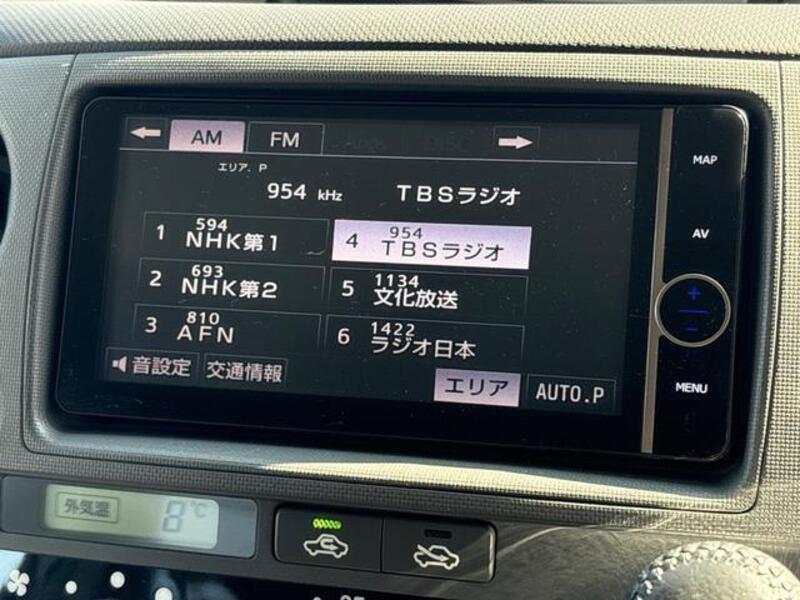 AM FM Apps DISC
エリア.P
954 kHz TBSラジオ
1 594 NHK第1
2 693 NHK第2
3 810 AFN
4 954 TBSラジオ
5 1134 文化放送
6 1422 ラジオ日本
音設定 交通情報 エリア AUTO.P
MAP
AV
+
−
MENU
外気温 8℃